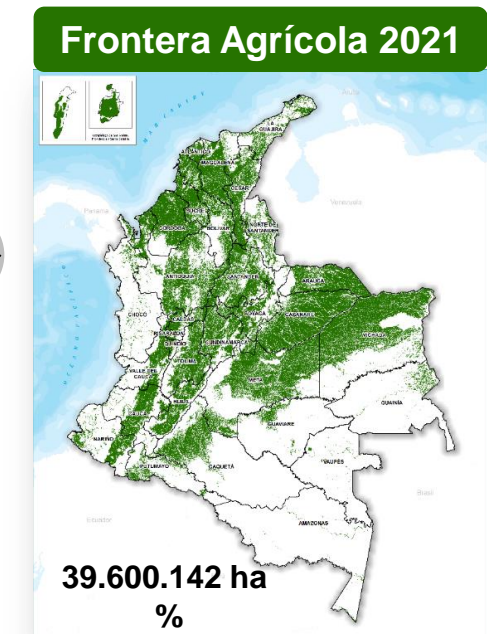 Frontera Agrícola 2021
MAR CARIBE
LA
GUAJIRA
ATLÁNTICO
MAGDALENA
CESAR
Panamá
Venezuela
SUCRE
CÓRDOBA
BOLÍVAR
NORTE DE
SANTANDER
ANTIOQUIA
SANTANDER
ARAUCA
CHOCÓ
CALDAS
BOYACÁ
CASANARE
RISARALDA
QUINDÍO
CUNDINAMARCA
VICHADA
TOLIMA
VALLE DEL
CAUCA
META
GUAINÍA
HUILA
CAUCA
GUAVIARE
NARIÑO
VAUPÉS
PUTUMAYO
CAQUETÁ
Brasil
Ecuador
AMAZONAS
39.600.142 ha
%